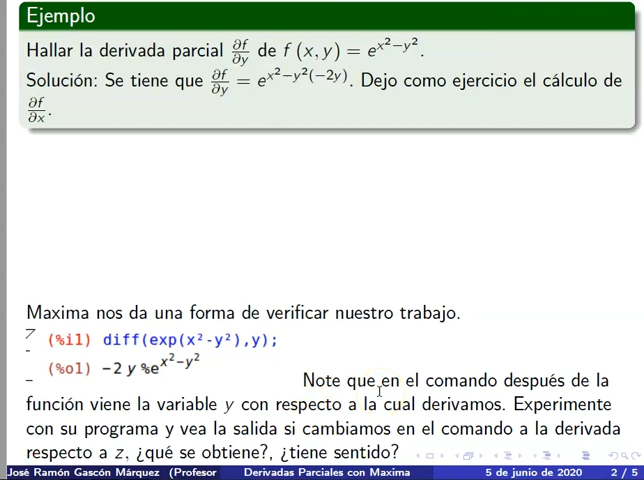 Ejemplo
Hallar la derivada parcial ∂f/∂y de f (x, y) = e^{x²−y²}.
Solución: Se tiene que ∂f/∂y = e^{x²−y²(−2y)}. Dejo como ejercicio el cálculo de
∂f/∂x.
Maxima nos da una forma de verificar nuestro trabajo.
(%i1) diff(exp(x²-y²),y);
(%o1) −2 y %e^{x²−y²}
Note que en el comando después de la
función viene la variable y con respecto a la cual derivamos. Experimente
con su programa y vea la salida si cambiamos en el comando a la derivada
respecto a z, ¿qué se obtiene?, ¿tiene sentido?
José Ramón Gascón Márquez (Profesor Derivadas Parciales con Maxima 5 de junio de 2020 2 / 5